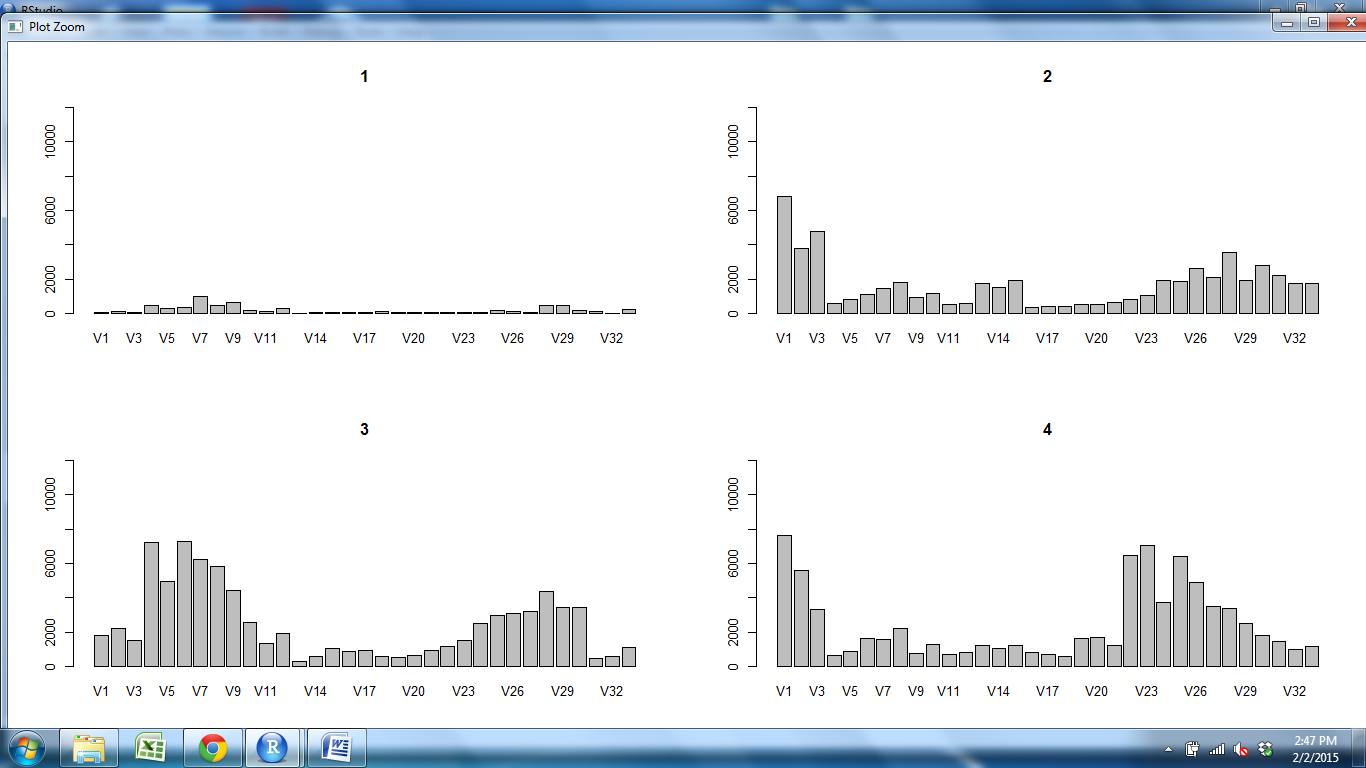 RStudio
Plot Zoom
1
0 2000 6000 10000
V1 V3 V5 V7 V9 V11 V14 V17 V20 V23 V26 V29 V32
2
0 2000 6000 10000
V1 V3 V5 V7 V9 V11 V14 V17 V20 V23 V26 V29 V32
3
0 2000 6000 10000
V1 V3 V5 V7 V9 V11 V14 V17 V20 V23 V26 V29 V32
4
0 2000 6000 10000
V1 V3 V5 V7 V9 V11 V14 V17 V20 V23 V26 V29 V32
R
2:47 PM
2/2/2015